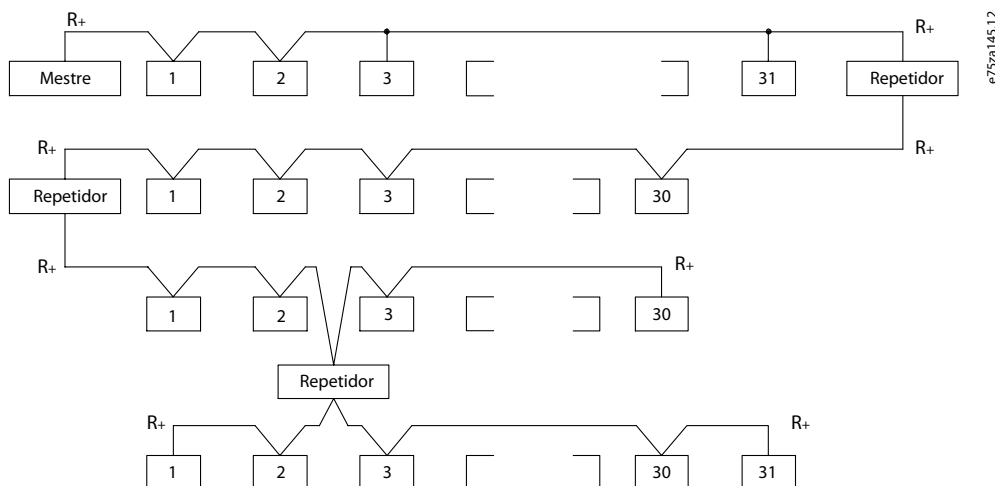 R+ R+
Mestre 1 2 3 31 Repetidor
e75za145.12
R+ R+
Repetidor 1 2 3 30
R+ R+
1 2 3 30
Repetidor
R+ R+
1 2 3 30 31